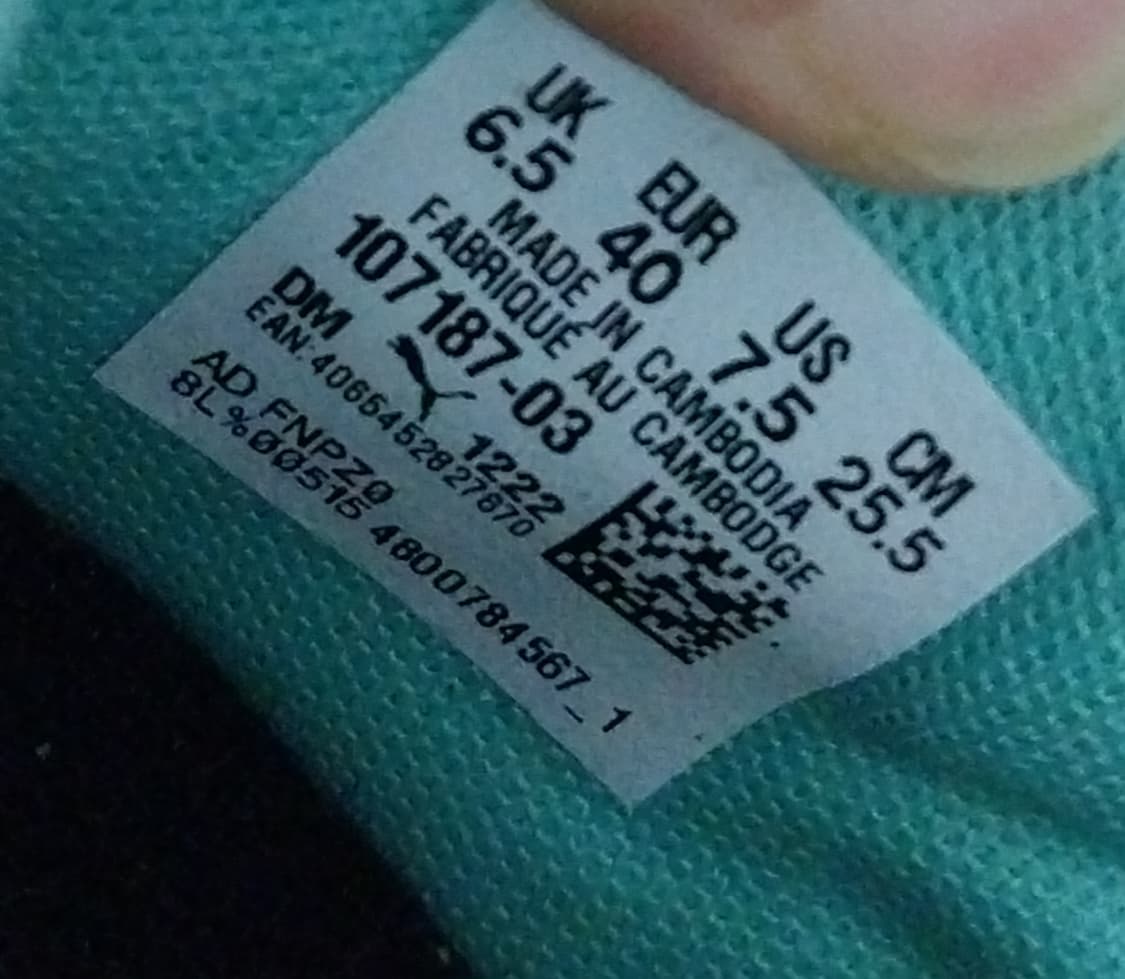 UK EUR US CM
6.5 40 7.5 25.5
MADE IN CAMBODIA
FABRIQUÉ AU CAMBODGE
107187-03
DM 1222
EAN:4065452827870
AD FNPZ0
8L%00515 4800784567_1